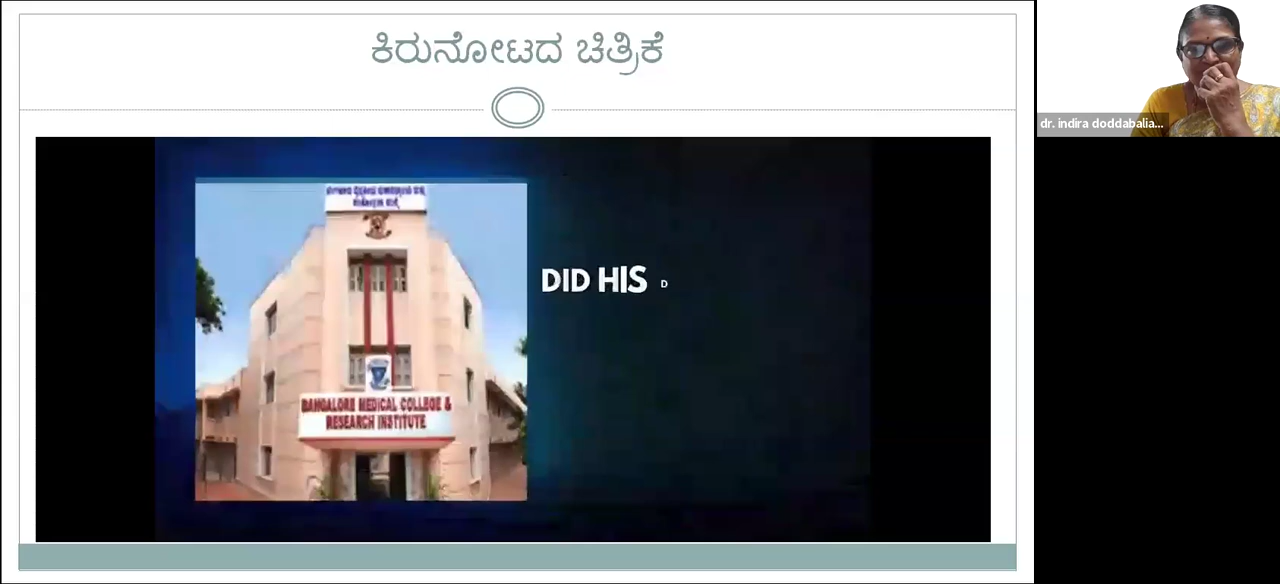 ಕಿರುನೋಟದ ಚಿತ್ರಿಕೆ
dr. indira doddabalia...
DID HIS D
BANGALORE MEDICAL COLLEGE &
RESEARCH INSTITUTE